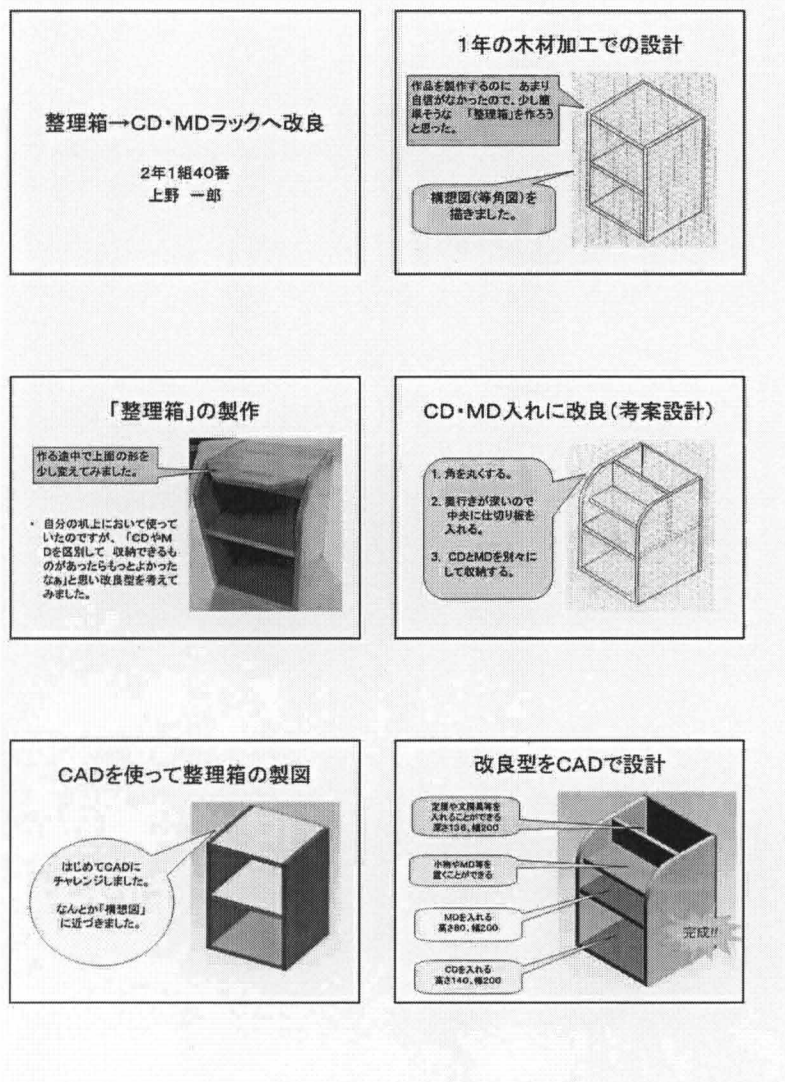 整理箱→CD・MDラックへ改良
2年1組40番
上野 一郎
1年の木材加工での設計
作品を製作するのに あまり
自信がなかったので、少し簡
単そうな 「整理箱」を作ろう
と思った。
構想図(等角図)を
描きました。
「整理箱」の製作
作る途中で上面の形を
少し変えてみました。
・ 自分の机上において使って
いたのですが、「CDやM
Dを区別して 収納できるも
のがあったらもっとよかった
なぁ」と思い改良型を考えて
みました。
CD・MD入れに改良(考案設計)
1. 角を丸くする。
2. 奥行きが深いので
中央に仕切り板を
入れる。
3. CDとMDを別々に
して収納する。
CADを使って整理箱の製図
はじめてCADに
チャレンジしました。
なんとか「構想図」
に近づきました。
改良型をCADで設計
定規や文房具等を
入れることができる
深さ136、幅200
小物やMD等を
置くことができる
MDを入れる
高さ80、幅200
CDを入れる
高さ140、幅200
完成!!